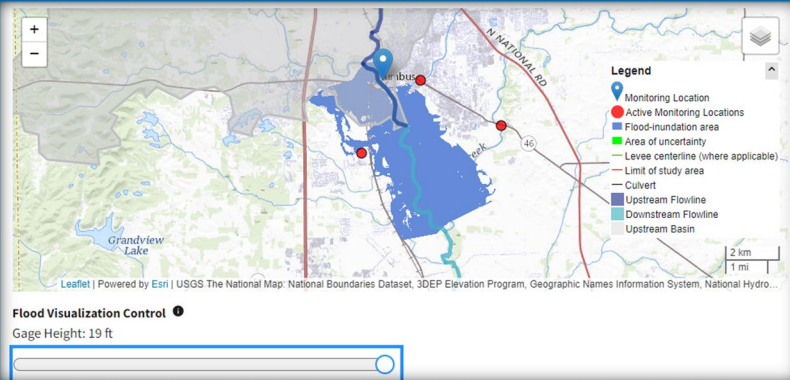 +
−
N NATIONAL RD
46
Grandview
Lake
Legend
Monitoring Location
Active Monitoring Locations
Flood-inundation area
Area of uncertainty
Levee centerline (where applicable)
Limit of study area
Culvert
Upstream Flowline
Downstream Flowline
Upstream Basin
2 km
1 mi
Leaflet | Powered by Esri | USGS The National Map: National Boundaries Dataset, 3DEP Elevation Program, Geographic Names Information System, National Hydro...
Flood Visualization Control
Gage Height: 19 ft